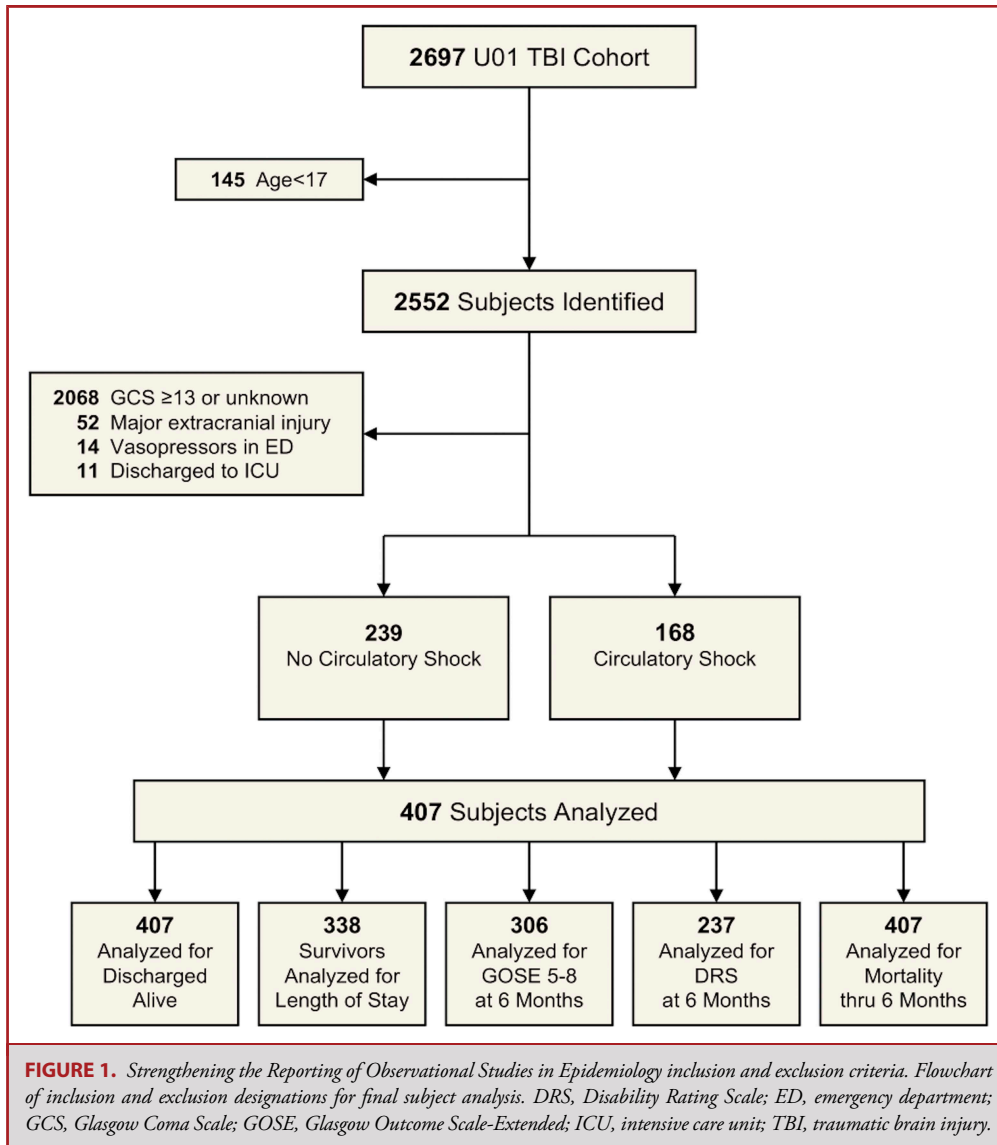 2697 U01 TBI Cohort
145 Age<17
2552 Subjects Identified
2068 GCS ≥13 or unknown
52 Major extracranial injury
14 Vasopressors in ED
11 Discharged to ICU
239
No Circulatory Shock
168
Circulatory Shock
407 Subjects Analyzed
407
Analyzed for
Discharged
Alive
338
Survivors
Analyzed for
Length of Stay
306
Analyzed for
GOSE 5-8
at 6 Months
237
Analyzed for
DRS
at 6 Months
407
Analyzed for
Mortality
thru 6 Months
FIGURE 1. Strengthening the Reporting of Observational Studies in Epidemiology inclusion and exclusion criteria. Flowchart
of inclusion and exclusion designations for final subject analysis. DRS, Disability Rating Scale; ED, emergency department;
GCS, Glasgow Coma Scale; GOSE, Glasgow Outcome Scale-Extended; ICU, intensive care unit; TBI, traumatic brain injury.